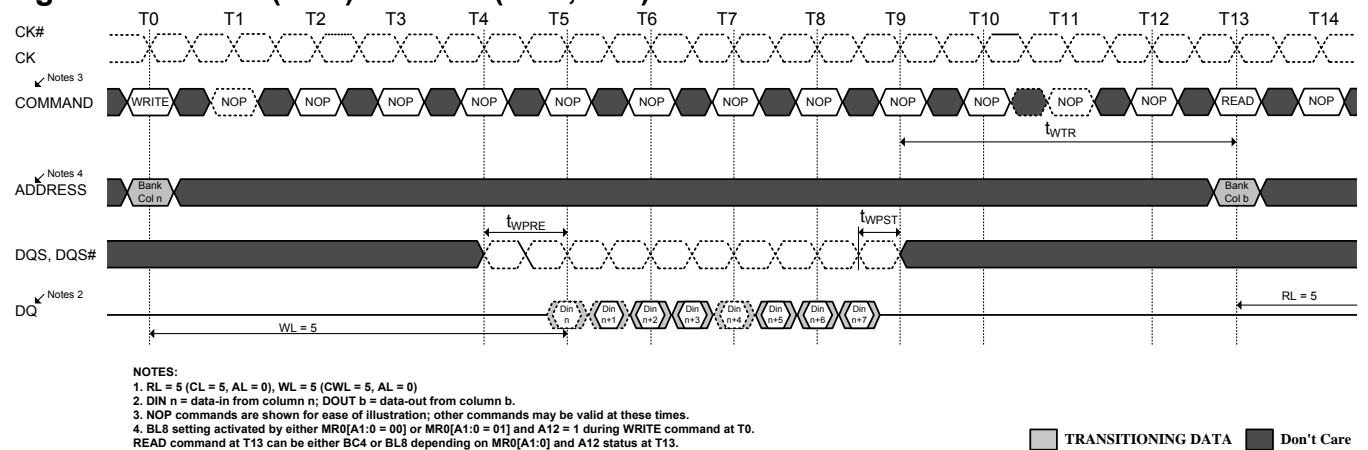 T0 T1 T2 T3 T4 T5 T6 T7 T8 T9 T10 T11 T12 T13 T14
CK#
CK
Notes 3
COMMAND WRITE NOP NOP NOP NOP NOP NOP NOP NOP NOP NOP NOP NOP READ NOP
tWTR
Notes 4
ADDRESS
Bank Bank
Col n Col b
tWPRE tWPST
DQS, DQS#
Notes 2
DQ
Din Din Din Din Din Din Din Din
n n+1 n+2 n+3 n+4 n+5 n+6 n+7
RL = 5
WL = 5
NOTES:
1. RL = 5 (CL = 5, AL = 0), WL = 5 (CWL = 5, AL = 0)
2. DIN n = data-in from column n; DOUT b = data-out from column b.
3. NOP commands are shown for ease of illustration; other commands may be valid at these times.
4. BL8 setting activated by either MR0[A1:0 = 00] or MR0[A1:0 = 01] and A12 = 1 during WRITE command at T0.
READ command at T13 can be either BC4 or BL8 depending on MR0[A1:0] and A12 status at T13.
TRANSITIONING DATA Don't Care